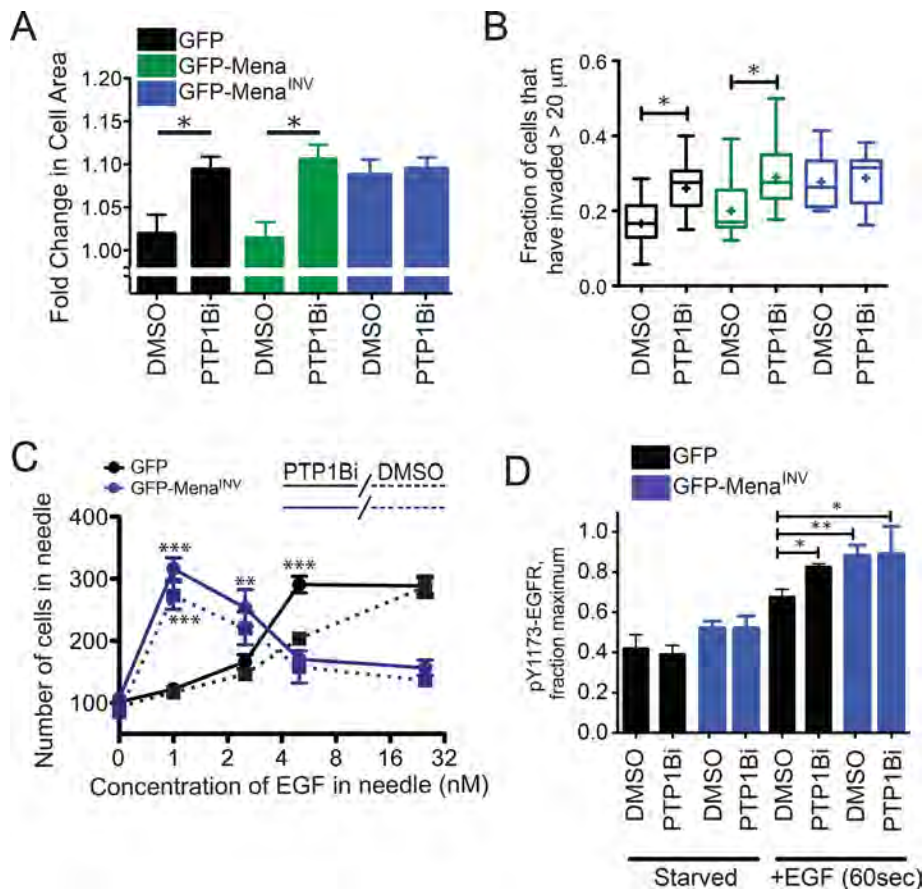 A
GFP
GFP-Mena
GFP-Mena^INV
Fold Change in Cell Area
1.20
1.15
1.10
1.05
1.00
*
*
DMSO
PTP1Bi
DMSO
PTP1Bi
DMSO
PTP1Bi
B
Fraction of cells that
have invaded > 20 μm
0.6
0.4
0.2
0.0
*
*
DMSO
PTP1Bi
DMSO
PTP1Bi
DMSO
PTP1Bi
C
GFP
GFP-Mena^INV
PTP1Bi DMSO
Number of cells in needle
400
300
200
100
***
***
**
***
0 1 2 4 8 16 32
Concentration of EGF in needle (nM)
D
GFP
GFP-Mena^INV
pY1173-EGFR,
fraction maximum
1.0
0.8
0.6
0.4
0.2
0.0
*
**
*
DMSO
PTP1Bi
DMSO
PTP1Bi
DMSO
PTP1Bi
DMSO
PTP1Bi
Starved +EGF (60sec)